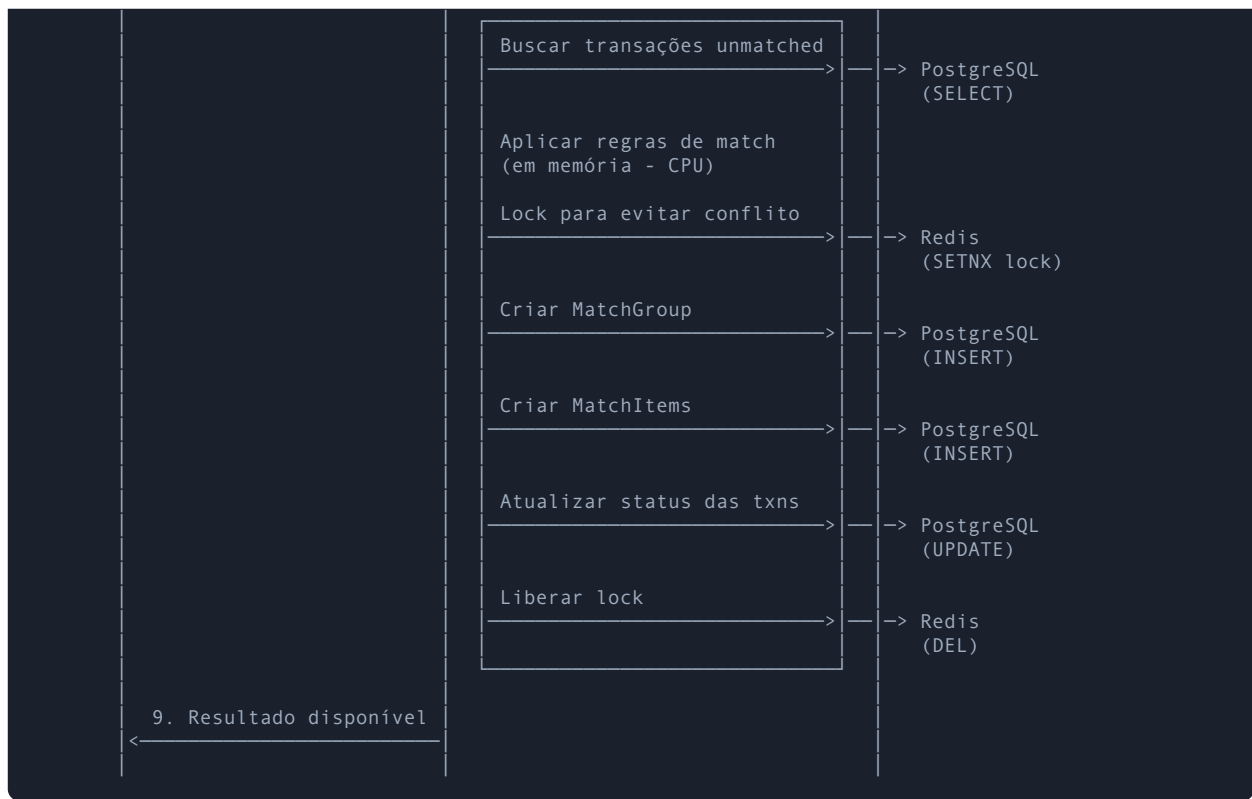 Buscar transações unmatched
PostgreSQL
(SELECT)
Aplicar regras de match
(em memória - CPU)
Lock para evitar conflito
Redis
(SETNX lock)
Criar MatchGroup
PostgreSQL
(INSERT)
Criar MatchItems
PostgreSQL
(INSERT)
Atualizar status das txns
PostgreSQL
(UPDATE)
Liberar lock
Redis
(DEL)
9. Resultado disponível